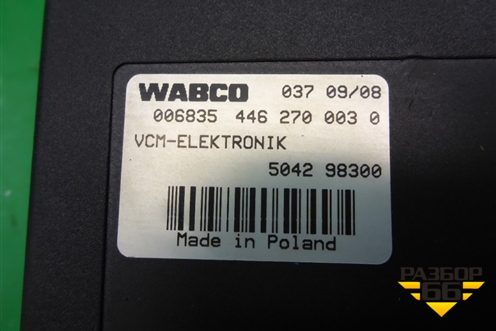 WABCO 037 09/08
006835 446 270 003 0
VCM-ELEKTRONIK
5042 98300
Made in Poland
РАЗБОР
66